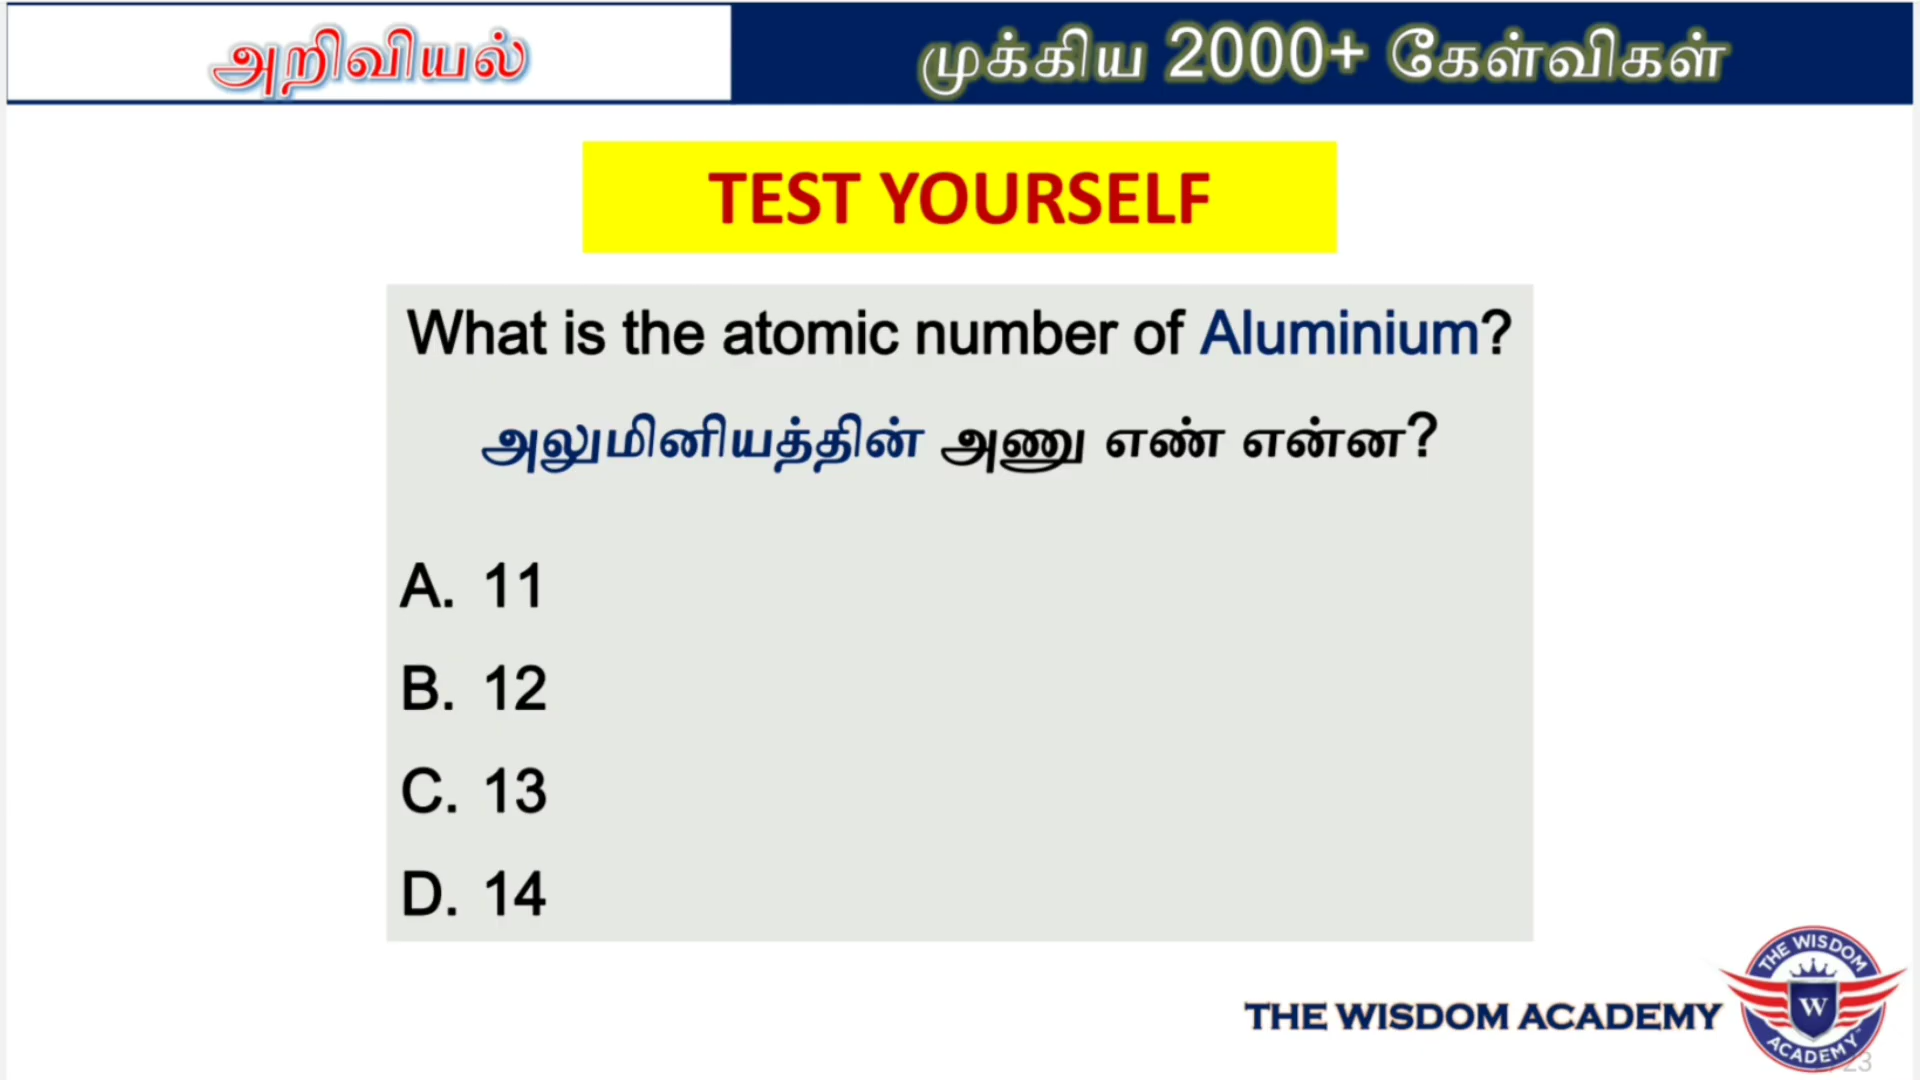 அறிவியல்
முக்கிய 2000+ கேள்விகள்
TEST YOURSELF
What is the atomic number of Aluminium?
அலுமினியத்தின் அணு எண் என்ன?
A. 11
B. 12
C. 13
D. 14
THE WISDOM ACADEMY
THE WISDOM
W
ACADEMY
23